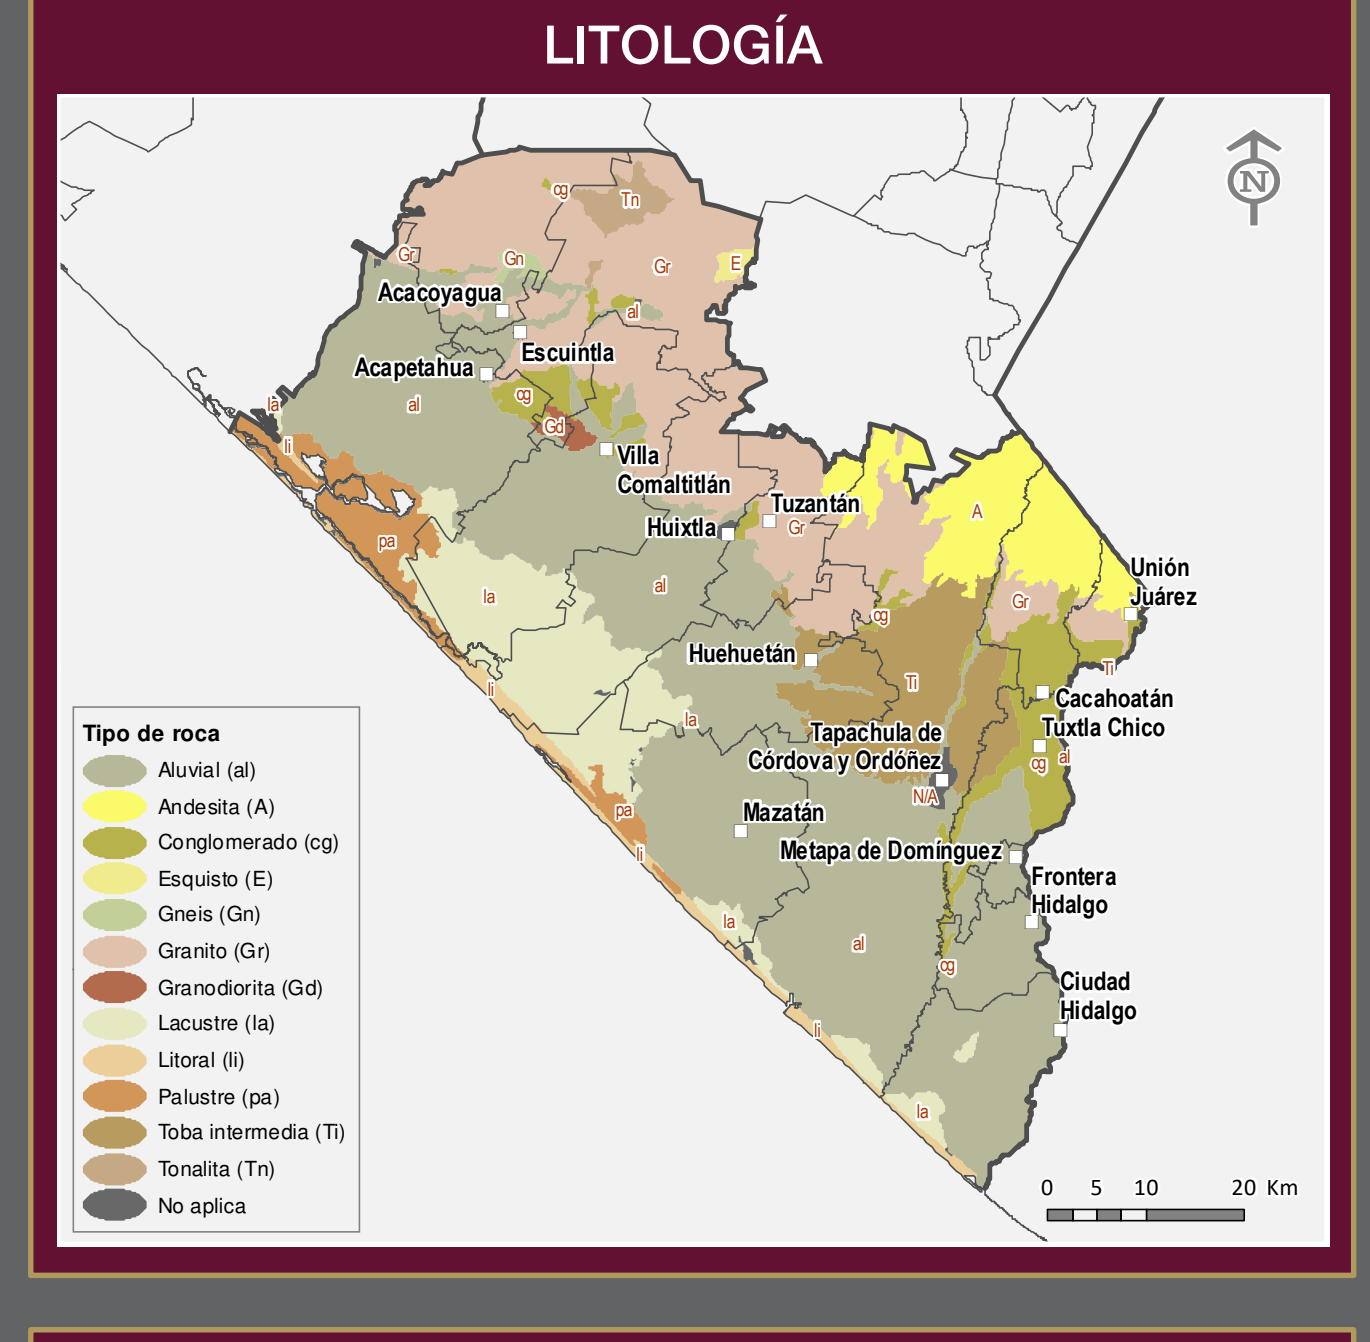 LITOLOGÍA
N
cg
Tn
Gr
Gn
Gr
E
Acacoyagua
al
Escuintla
Acapetahua
cg
la
al
Gd
li
Villa
Comaltitlán
Tuzantán
A
Huixtla
Gr
pa
Unión
Juárez
la
al
Gr
cg
Huehuetán
Ti
Ti
li
Cacahoatán
la
Tuxtla Chico
Tapachula de
Córdova y Ordóñez
cg
al
N/A
pa
Mazatán
li
Metapa de Domínguez
Frontera
Hidalgo
la
al
cg
Ciudad
Hidalgo
li
la
Tipo de roca
Aluvial (al)
Andesita (A)
Conglomerado (cg)
Esquisto (E)
Gneis (Gn)
Granito (Gr)
Granodiorita (Gd)
Lacustre (la)
Litoral (li)
Palustre (pa)
Toba intermedia (Ti)
Tonalita (Tn)
No aplica
0 5 10 20 Km